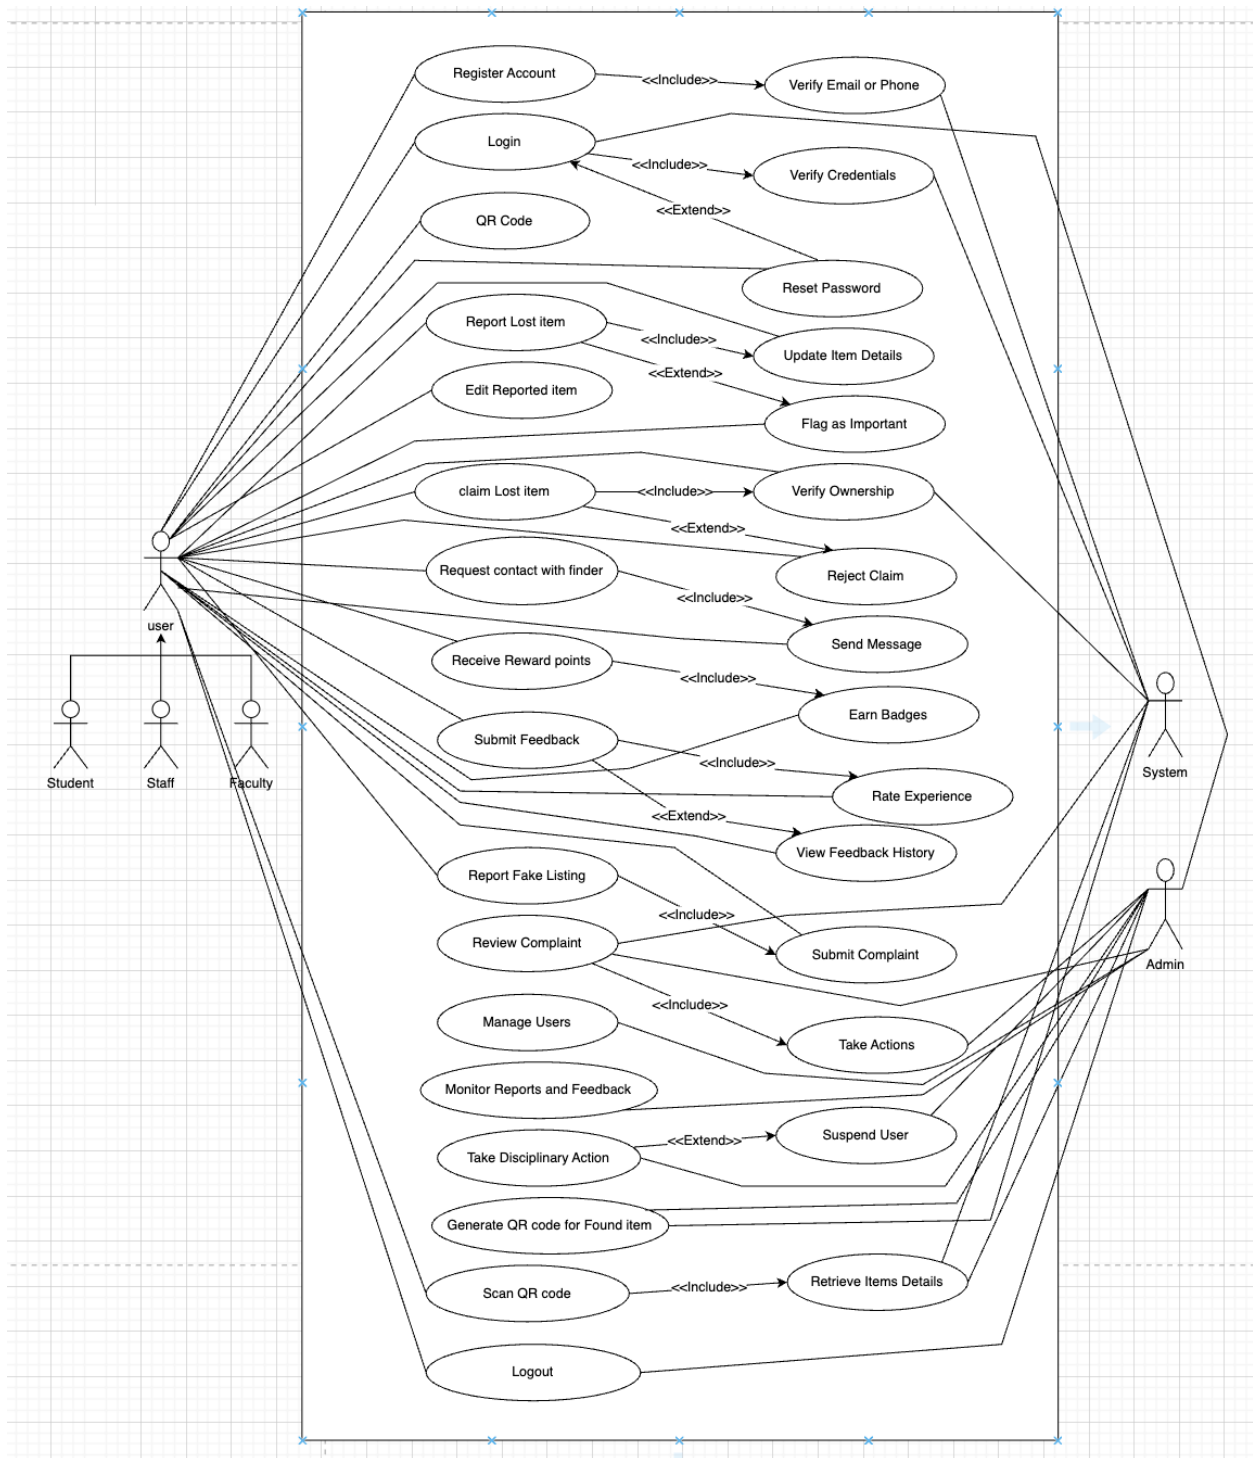 Register Account
<<Include>>
Verify Email or Phone
Login
<<Include>>
Verify Credentials
<<Extend>>
QR Code
Reset Password
Report Lost item
<<Include>>
Update Item Details
<<Extend>>
Edit Reported item
Flag as Important
claim Lost item
<<Include>>
Verify Ownership
<<Extend>>
Request contact with finder
Reject Claim
<<Include>>
user
Send Message
Receive Reward points
<<Include>>
Earn Badges
Submit Feedback
<<Include>>
Student
Staff
Faculty
System
Rate Experience
<<Extend>>
View Feedback History
Report Fake Listing
<<Include>>
Review Complaint
Submit Complaint
Admin
<<Include>>
Manage Users
Take Actions
Monitor Reports and Feedback
<<Extend>>
Suspend User
Take Disciplinary Action
Generate QR code for Found item
Scan QR code
<<Include>>
Retrieve Items Details
Logout